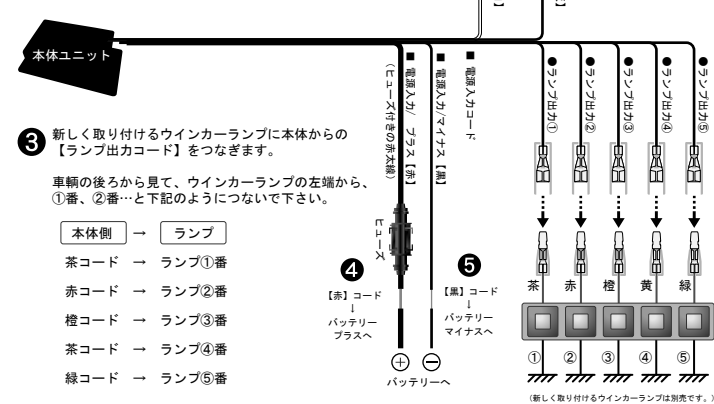 】
】
本体ユニット
❸ 新しく取り付けるウインカーランプに本体からの
【ランプ出力コード】をつなぎます。
車輌の後ろから見て、ウインカーランプの左端から、
①番、②番…と下記のようにつないで下さい。
本体側 → ランプ
茶コード → ランプ①番
赤コード → ランプ②番
橙コード → ランプ③番
茶コード → ランプ④番
緑コード → ランプ⑤番
■ 電源入力コード
■ 電源入力/マイナス【黒】
■ 電源入力/ プラス【赤】
(ヒューズ付きの赤太線)
ヒューズ
❹
【赤】コード
↓
バッテリー
プラスへ
❺
【黒】コード
↓
バッテリー
マイナスへ
+ −
バッテリーへ
●ランプ出力①
●ランプ出力②
●ランプ出力③
●ランプ出力④
●ランプ出力⑤
茶 赤 橙 黄 緑
① ② ③ ④ ⑤
(新しく取り付けるウインカーランプは別売です。)